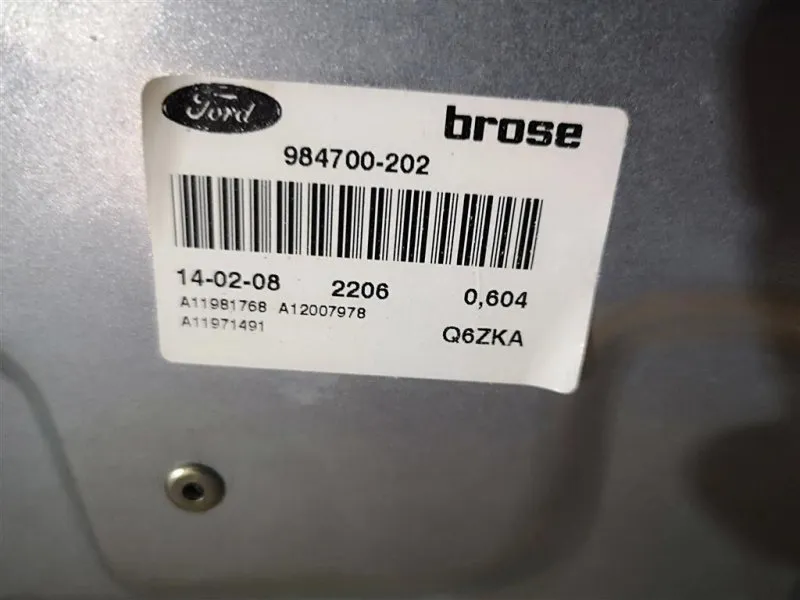 Ford brose
984700-202
14-02-08 2206 0,604
A11981768 A12007978
A11971491 Q6ZKA